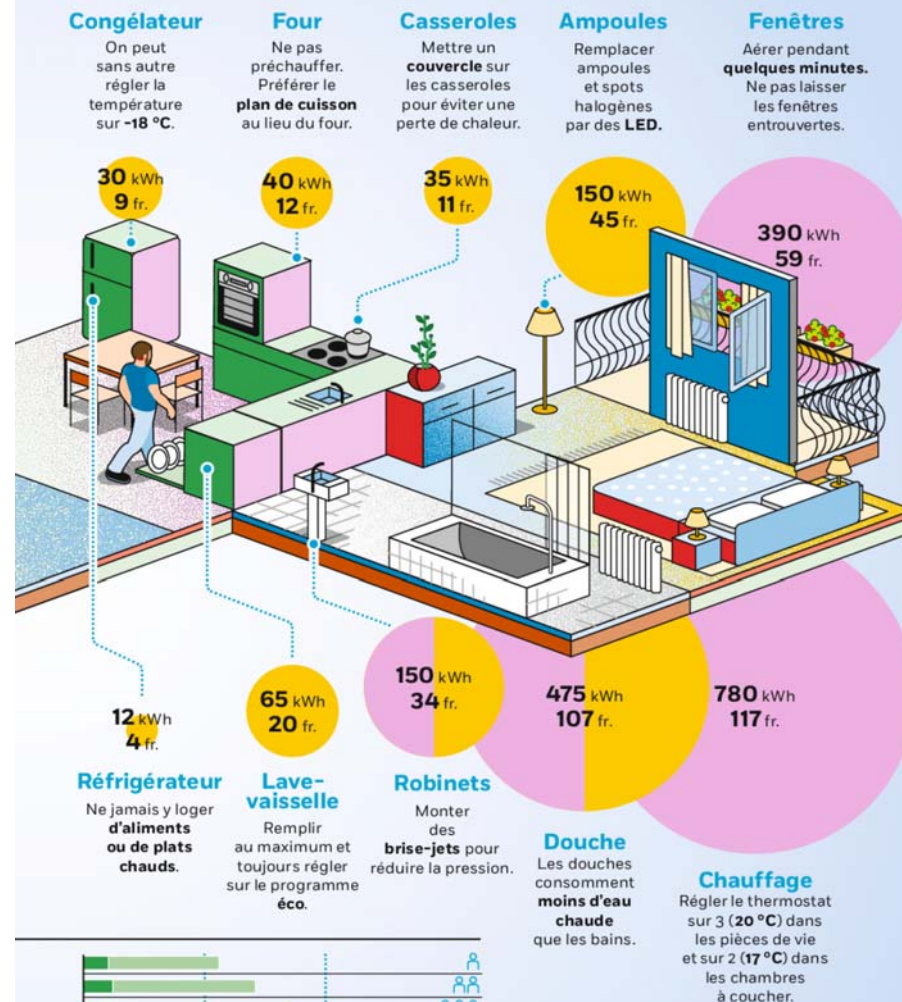 Congélateur
On peut
sans autre
régler la
température
sur -18 °C.
Four
Ne pas
préchauffer.
Préférer le
plan de cuisson
au lieu du four.
Casseroles
Mettre un
couvercle sur
les casseroles
pour éviter une
perte de chaleur.
Ampoules
Remplacer
ampoules
et spots
halogènes
par des LED.
Fenêtres
Aérer pendant
quelques minutes.
Ne pas laisser
les fenêtres
entrouvertes.
30 kWh
9 fr.
40 kWh
12 fr.
35 kWh
11 fr.
150 kWh
45 fr.
390 kWh
59 fr.
12 kWh
4 fr.
65 kWh
20 fr.
150 kWh
34 fr.
475 kWh
107 fr.
780 kWh
117 fr.
Réfrigérateur
Ne jamais y loger
d'aliments
ou de plats
chauds.
Lave-
vaisselle
Remplir
au maximum et
toujours régler
sur le programme
éco.
Robinets
Monter
des
brise-jets pour
réduire la pression.
Douche
Les douches
consomment
moins d'eau
chaude
que les bains.
Chauffage
Régler le thermostat
sur 3 (20 °C) dans
les pièces de vie
et sur 2 (17 °C) dans
les chambres
à coucher.